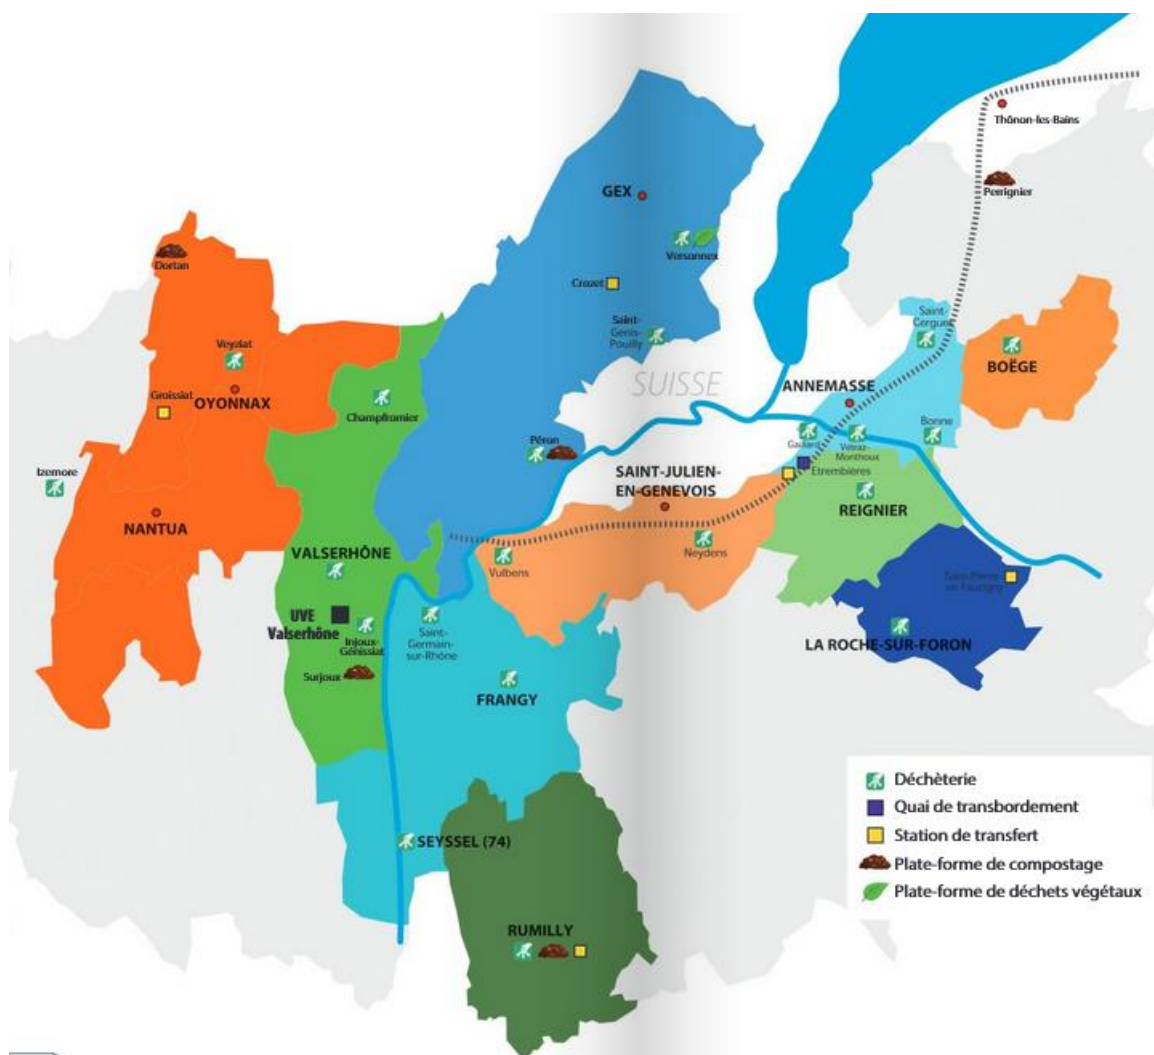 Thônon-les-Bains
Perrignier
GEX
Versonnex
Dortan
Crozet
Saint-
Genis-
Pouilly
Saint-
Cergues
Veyziat
BOËGE
SUISSE
ANNEMASSE
OYONNAX
Groissiat
Champfromier
Bonne
Péron
Gaillard
Vétraz-
Monthoux
Izernore
SAINT-JULIEN-
EN-GENEVOIS
Etrembières
REIGNIER
NANTUA
VALSERHÔNE
Vulbens
Neydens
Saint-Pierre
en-Faucigny
UVE
Valserhône
Injoux-
Génissiat
Saint-
Germain-
sur-Rhône
LA ROCHE-SUR-FORON
Surjoux
FRANGY
SEYSSEL (74)
RUMILLY
Déchèterie
Quai de transbordement
Station de transfert
Plate-forme de compostage
Plate-forme de déchets végétaux